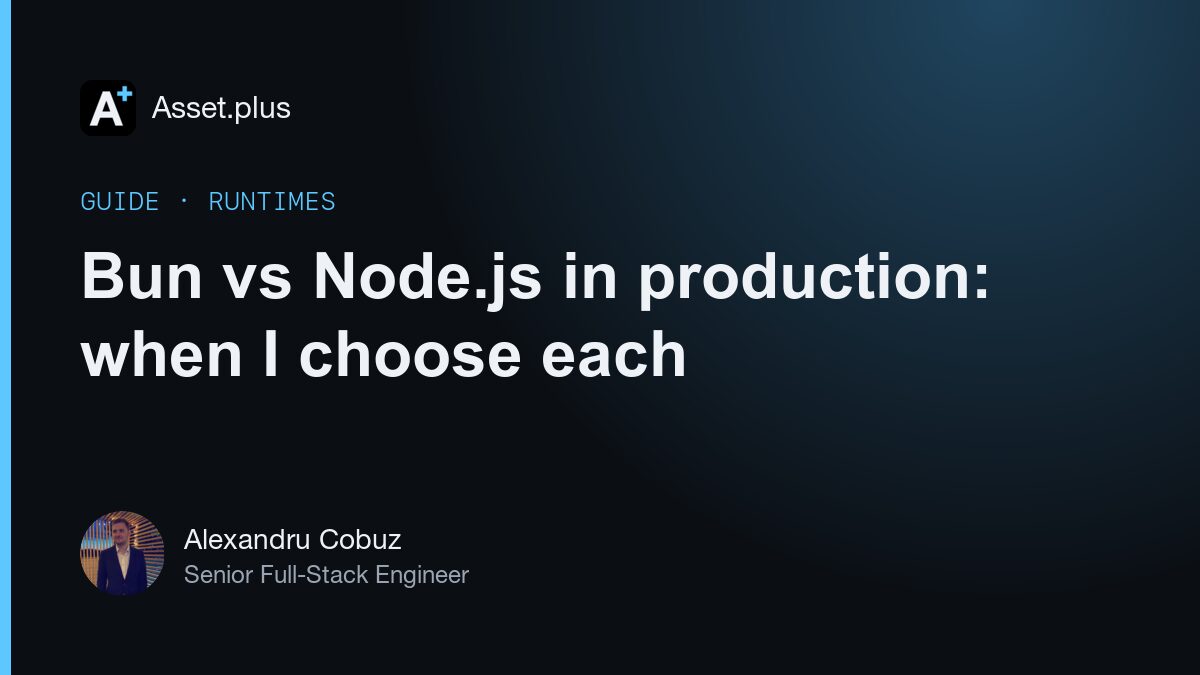 A+
Asset.plus
GUIDE · RUNTIMES
Bun vs Node.js in production:
when I choose each
Alexandru Cobuz
Senior Full-Stack Engineer